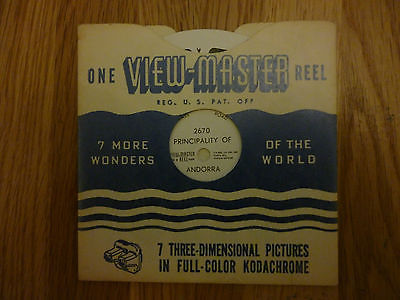 ONE VIEW-MASTER REEL
REG. U. S. PAT. OFF
7 MORE WONDERS
OF THE WORLD
2670
PRINCIPALITY OF
ANDORRA
7 THREE-DIMENSIONAL PICTURES
IN FULL-COLOR KODACHROME